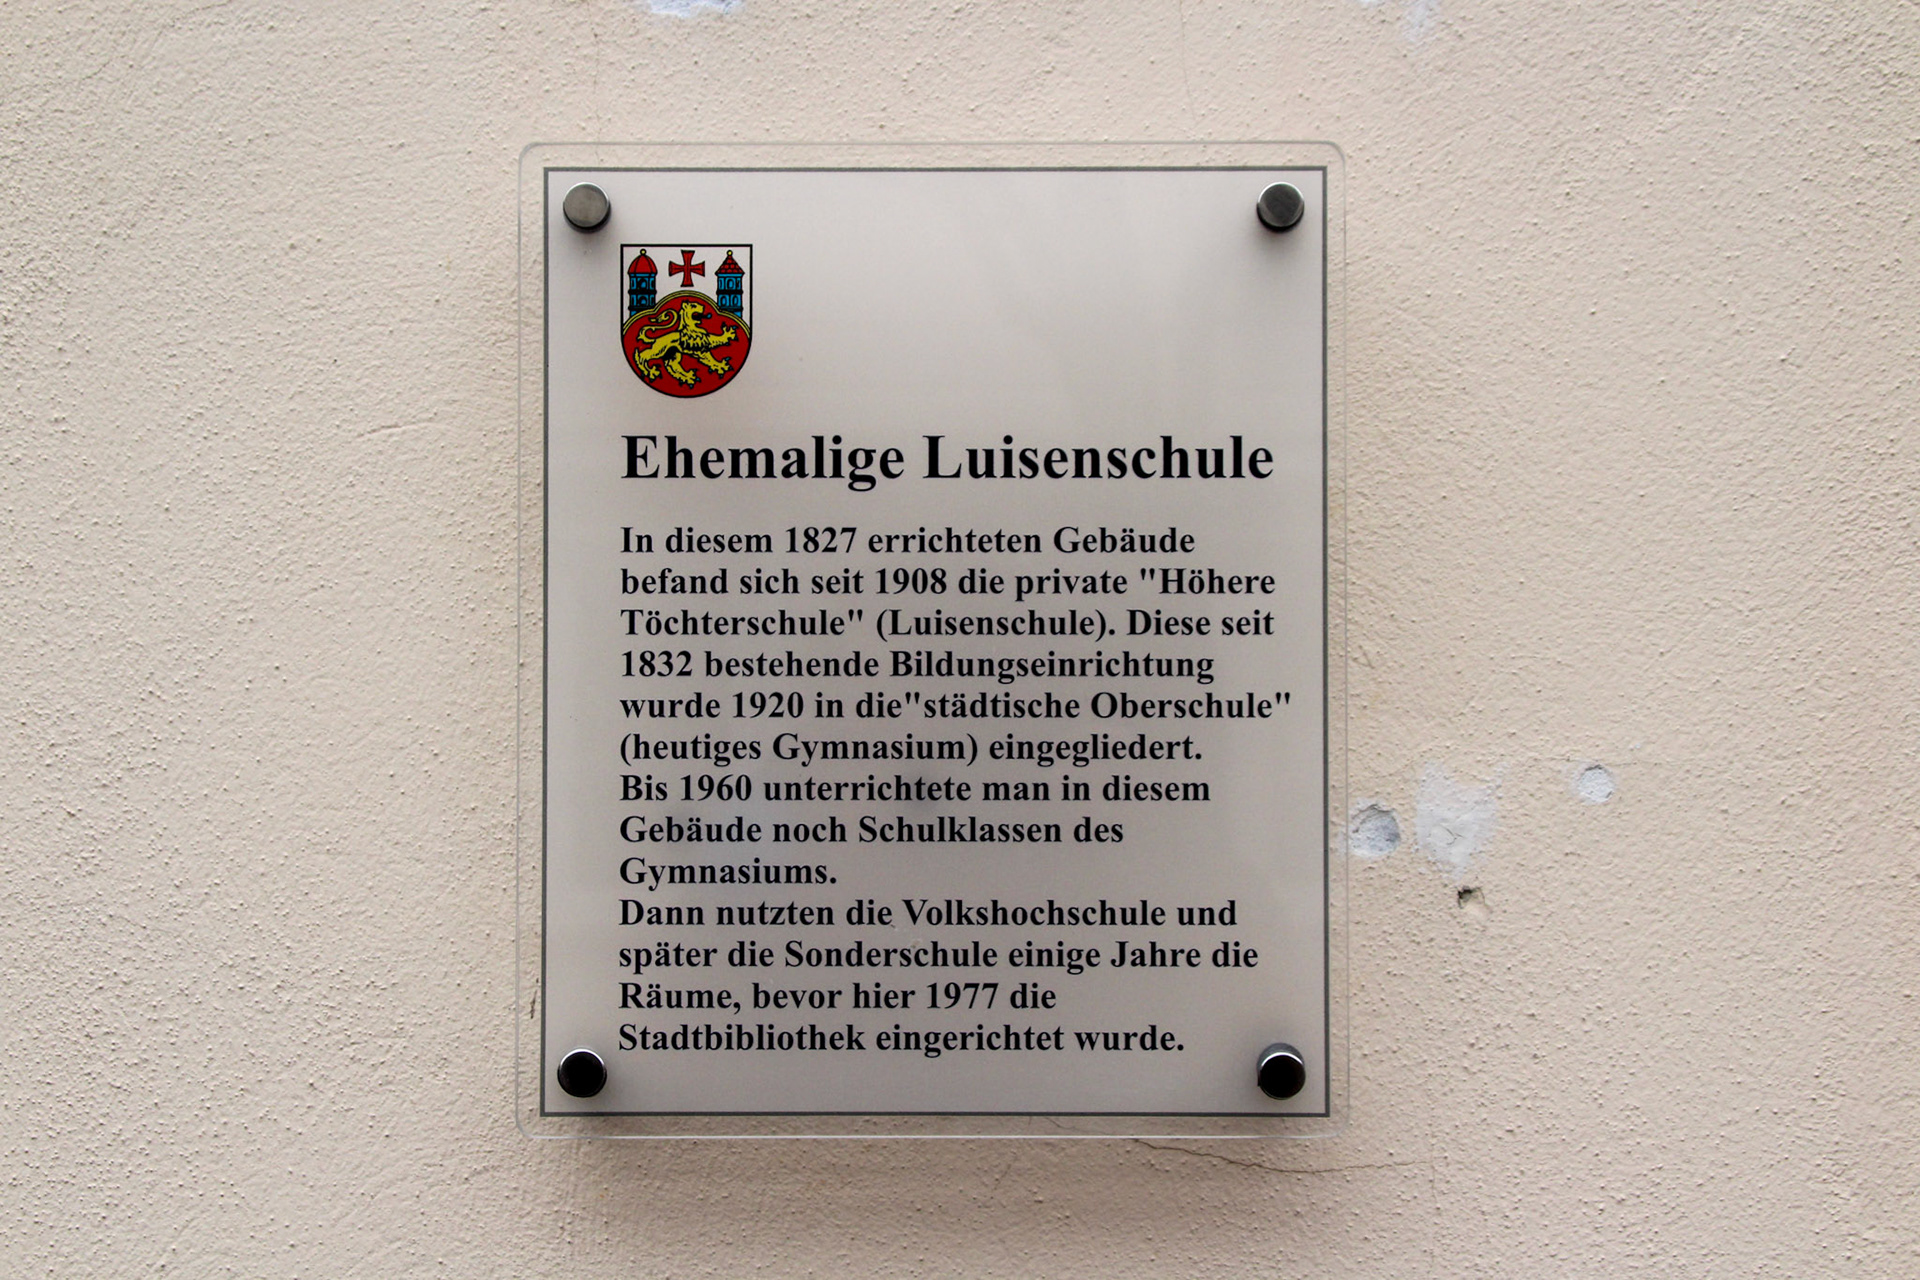 Ehemalige Luisenschule
In diesem 1827 errichteten Gebäude
befand sich seit 1908 die private "Höhere
Töchterschule" (Luisenschule). Diese seit
1832 bestehende Bildungseinrichtung
wurde 1920 in die"städtische Oberschule"
(heutiges Gymnasium) eingegliedert.
Bis 1960 unterrichtete man in diesem
Gebäude noch Schulklassen des
Gymnasiums.
Dann nutzten die Volkshochschule und
später die Sonderschule einige Jahre die
Räume, bevor hier 1977 die
Stadtbibliothek eingerichtet wurde.